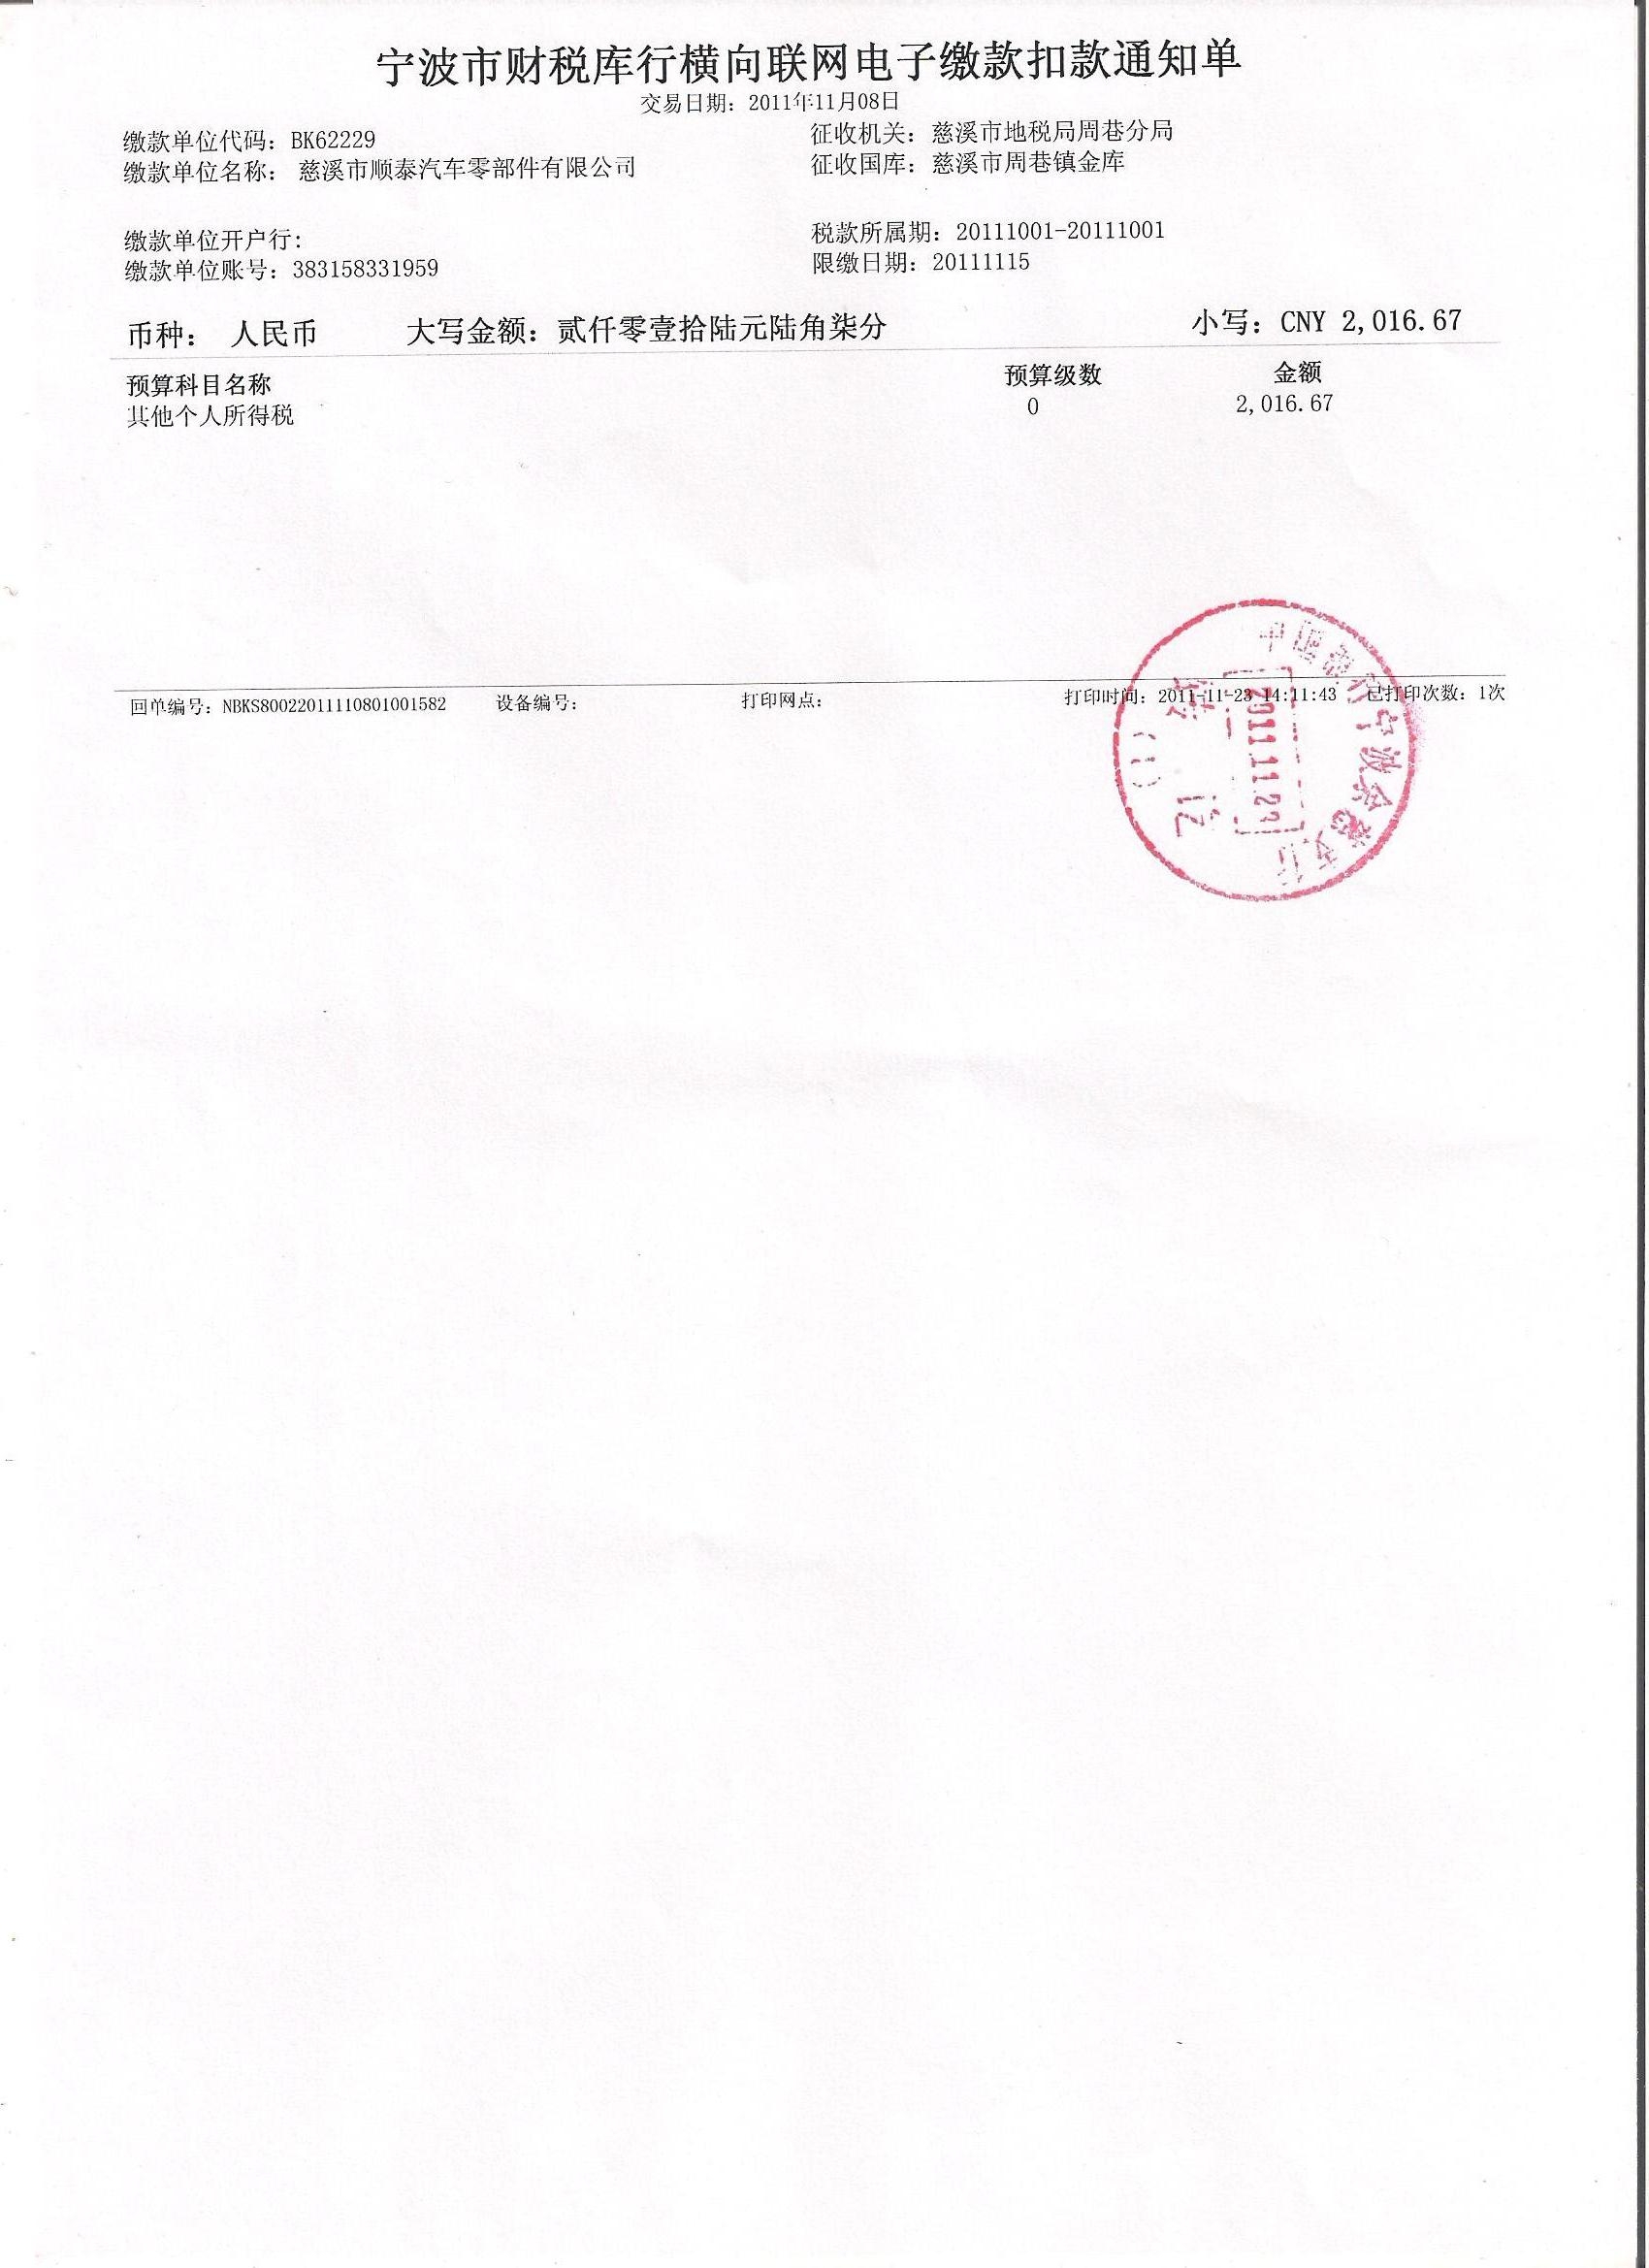 宁波市财税库行横向联网电子缴款扣款通知单
交易日期：2011年11月08日
缴款单位代码：BK62229
征收机关：慈溪市地税局周巷分局
缴款单位名称： 慈溪市顺泰汽车零部件有限公司
征收国库：慈溪市周巷镇金库
缴款单位开户行：
税款所属期：20111001-20111001
缴款单位账号：383158331959
限缴日期：20111115
币种： 人民币 大写金额：贰仟零壹拾陆元陆角柒分 小写：CNY 2,016.67
预算科目名称 预算级数 金额
其他个人所得税 0 2,016.67
回单编号：NBKS80022011110801001582 设备编号： 打印网点： 打印时间：2011-11-23 14:11:43 已打印次数：1次
中国银行宁波
支行
2011.11.23